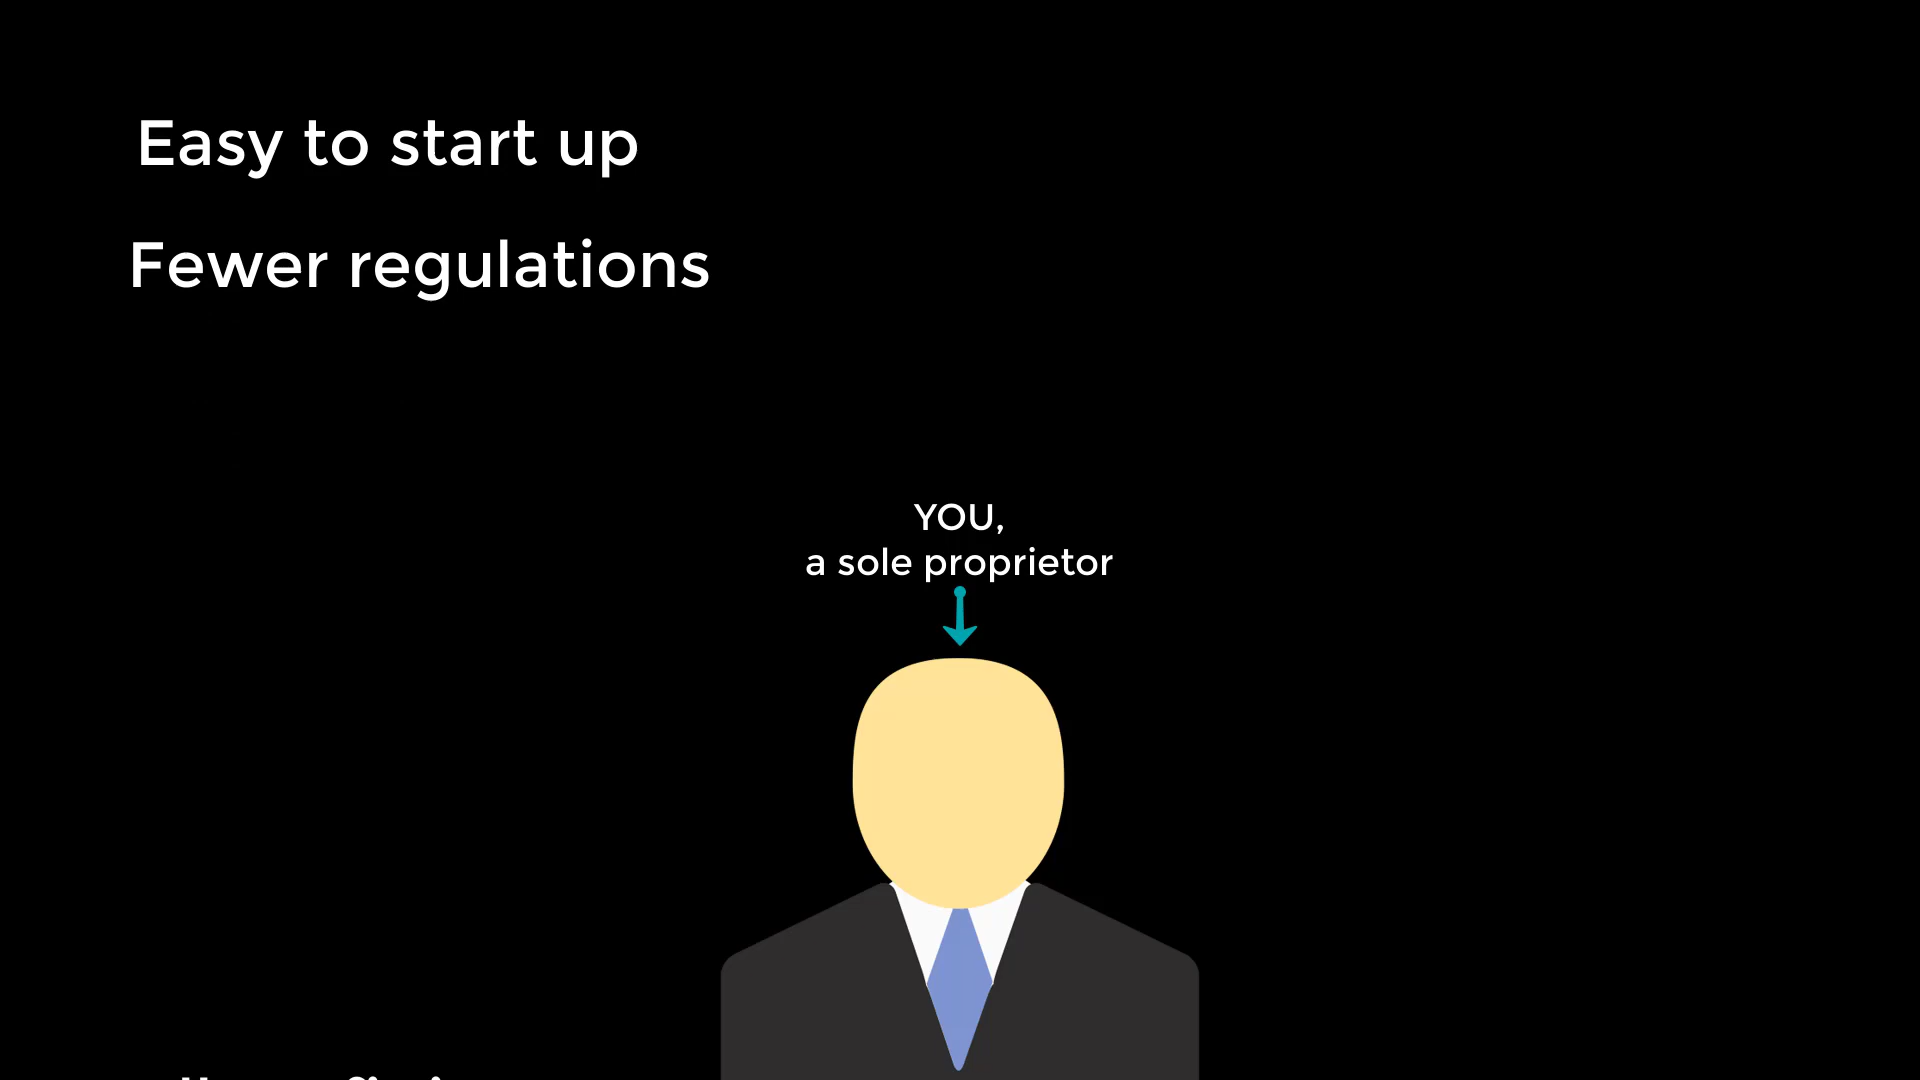 Easy to start up
Fewer regulations
YOU,
a sole proprietor